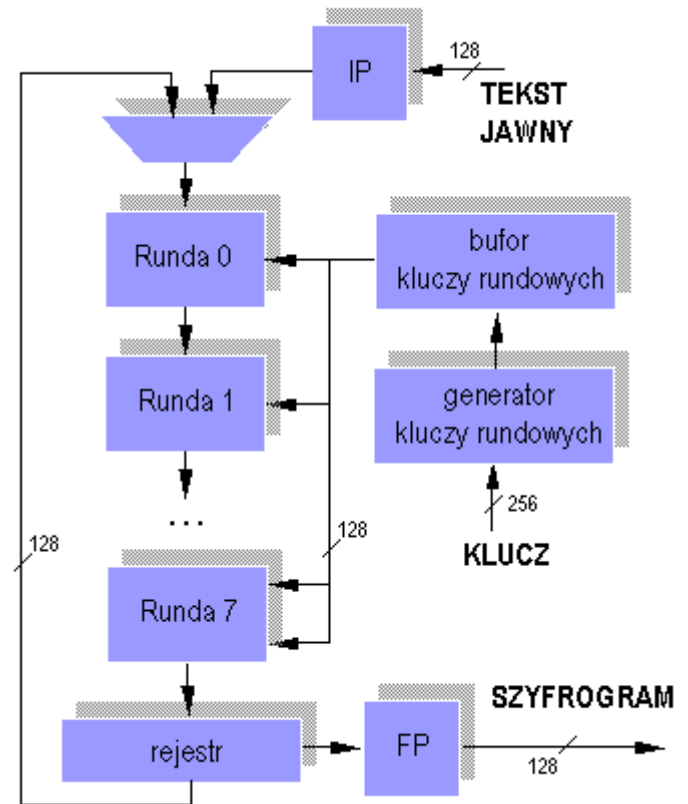 IP
128
TEKST
JAWNY
Runda 0
bufor
kluczy rundowych
Runda 1
generator
kluczy rundowych
256
KLUCZ
...
128
128
Runda 7
SZYFROGRAM
rejestr
FP
128